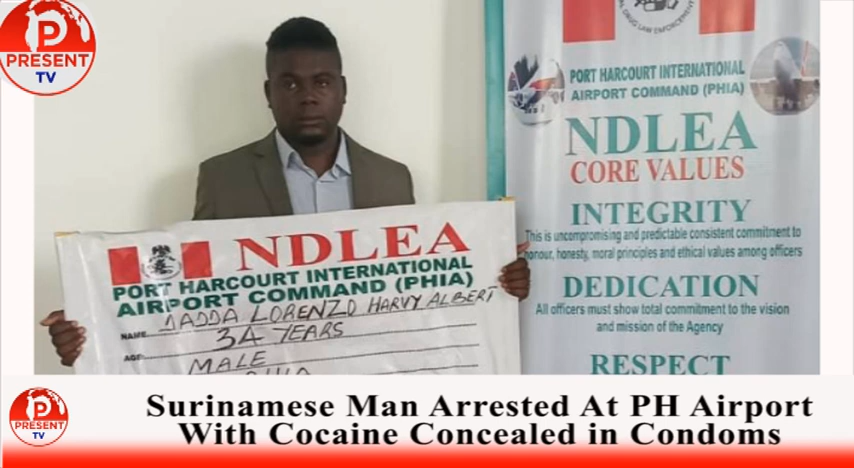 PRESENT
TV
DRUG LAW ENFORCEMENT
PORT HARCOURT INTERNATIONAL
AIRPORT COMMAND (PHIA)
NDLEA
CORE VALUES
INTEGRITY
This is uncompromising and predictable consistent commitment to
honour, honesty, moral principles and ethical values among officers
DEDICATION
All officers must show total commitment to the vision
and mission of the Agency
RESPECT
NDLEA
PORT HARCOURT INTERNATIONAL
AIRPORT COMMAND (PHIA)
NAME DADDA LORENZO HARVY ALBERT
AGE 34 YEARS
MALE
PRESENT
TV
Surinamese Man Arrested At PH Airport
With Cocaine Concealed in Condoms